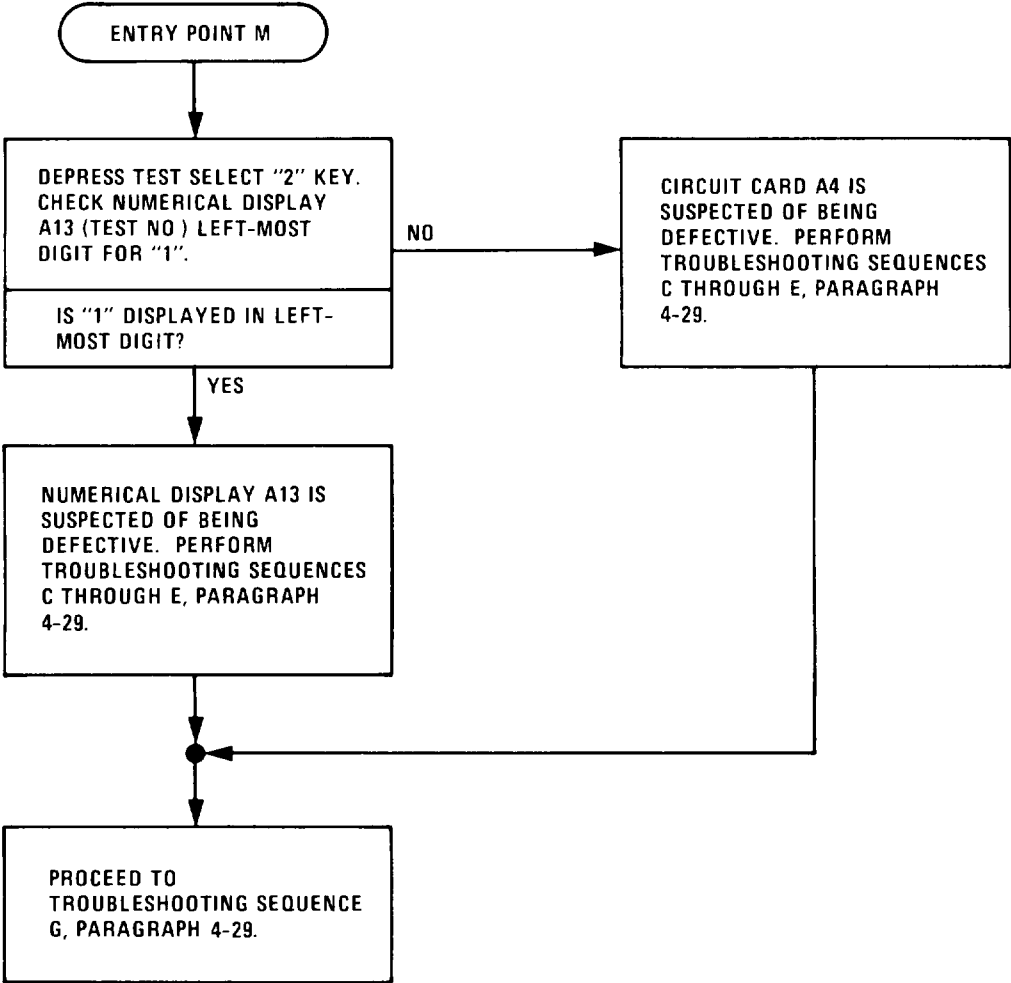 ENTRY POINT M
DEPRESS TEST SELECT "2" KEY.
CHECK NUMERICAL DISPLAY
A13 (TEST NO ) LEFT-MOST
DIGIT FOR "1".
IS "1" DISPLAYED IN LEFT-
MOST DIGIT?
NO
CIRCUIT CARD A4 IS
SUSPECTED OF BEING
DEFECTIVE. PERFORM
TROUBLESHOOTING SEQUENCES
C THROUGH E, PARAGRAPH
4-29.
YES
NUMERICAL DISPLAY A13 IS
SUSPECTED OF BEING
DEFECTIVE. PERFORM
TROUBLESHOOTING SEQUENCES
C THROUGH E, PARAGRAPH
4-29.
PROCEED TO
TROUBLESHOOTING SEQUENCE
G, PARAGRAPH 4-29.